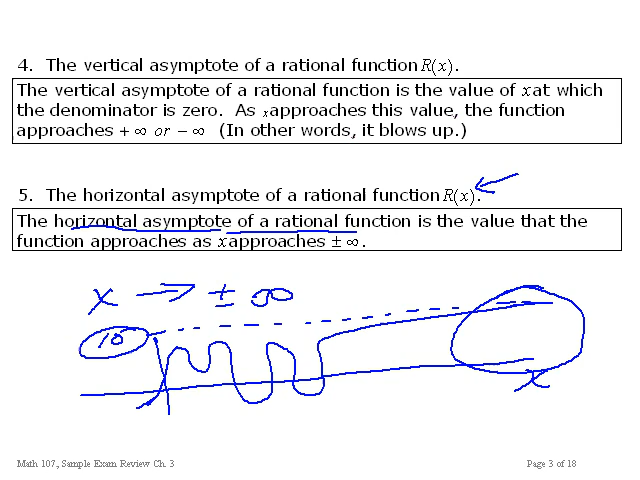 4. The vertical asymptote of a rational function R(x).
The vertical asymptote of a rational function is the value of x at which
the denominator is zero. As x approaches this value, the function
approaches + ∞ or − ∞ (In other words, it blows up.)
5. The horizontal asymptote of a rational function R(x).
The horizontal asymptote of a rational function is the value that the
function approaches as x approaches ± ∞.
x → ± ∞
10
x
Math 107, Sample Exam Review Ch. 3 Page 3 of 18